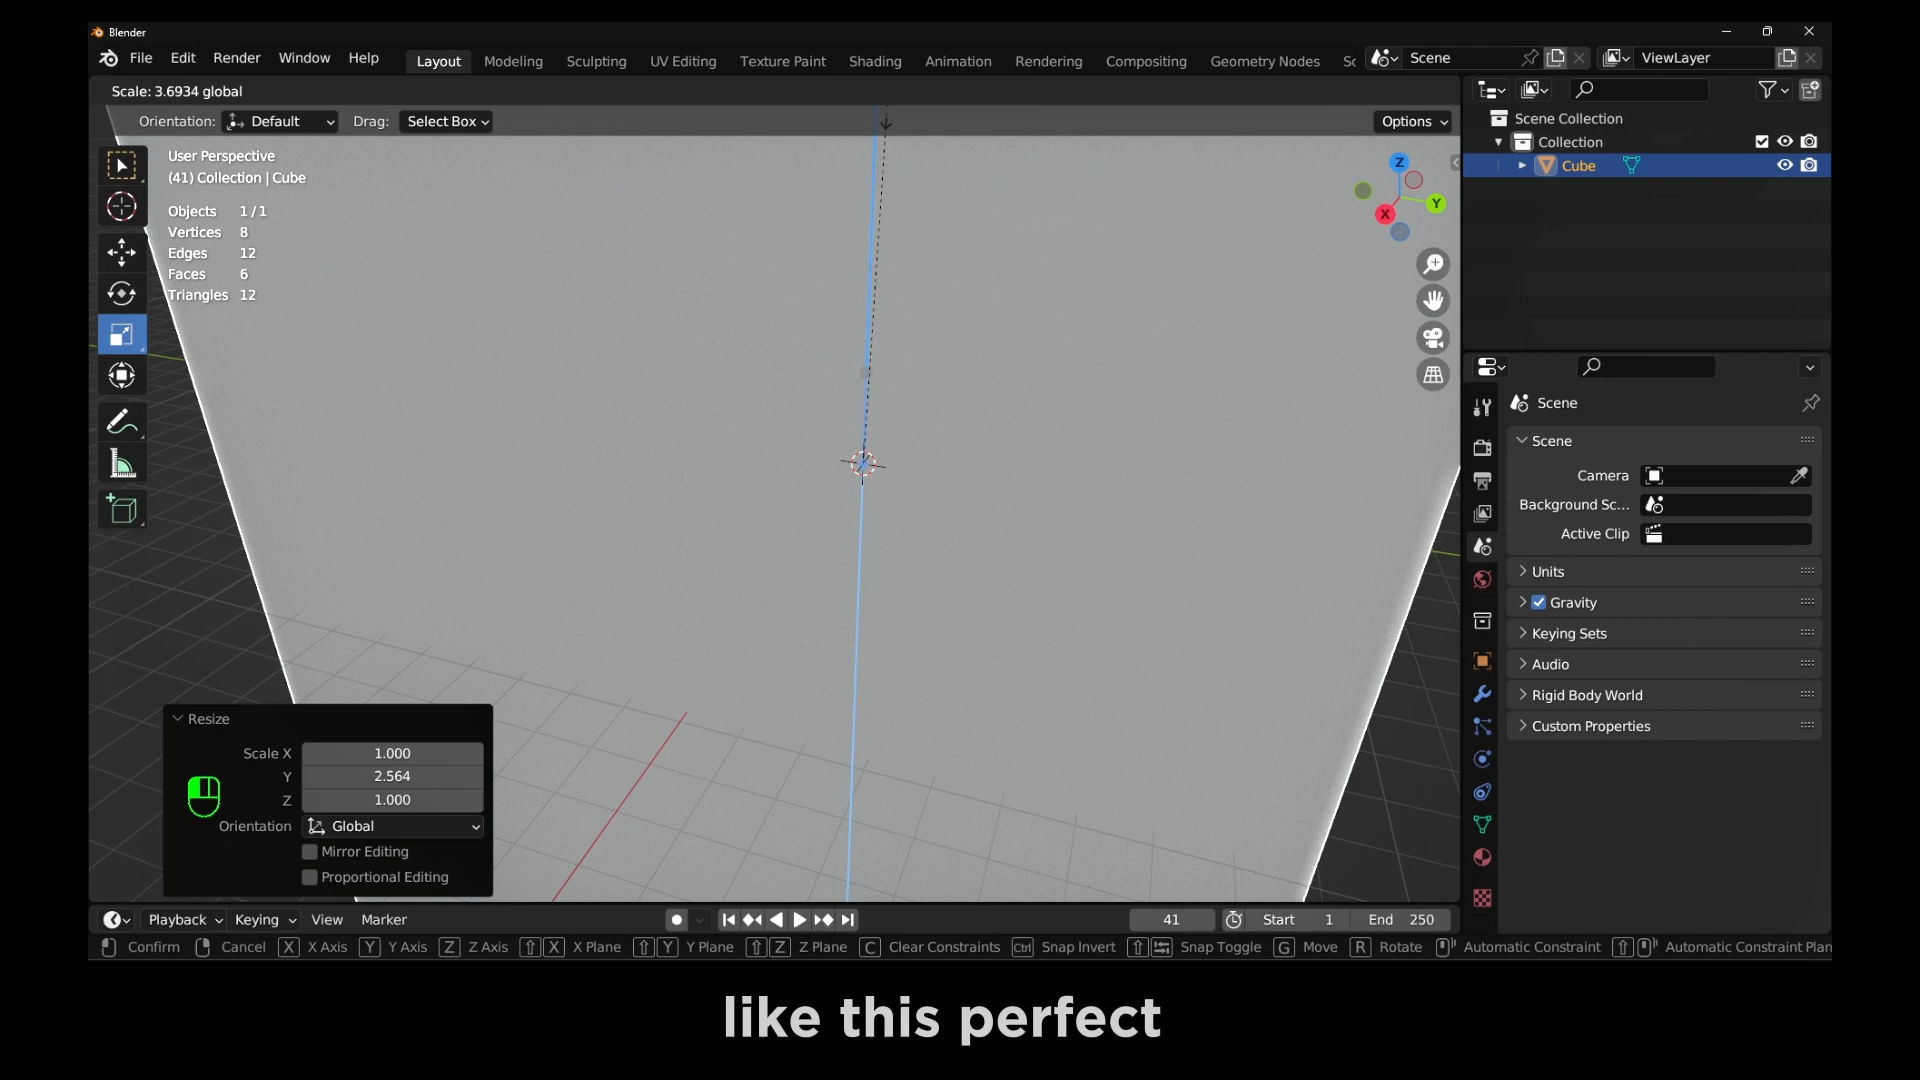 Blender
File Edit Render Window Help Layout Modeling Sculpting UV Editing Texture Paint Shading Animation Rendering Compositing Geometry Nodes Sc Scene ViewLayer
Scale: 3.6934 global
Orientation: Default Drag: Select Box Options
User Perspective
(41) Collection | Cube
Objects 1/1
Vertices 8
Edges 12
Faces 6
Triangles 12
Z
Y
X
Scene Collection
Collection
Cube
Scene
Scene
Camera
Background Sc...
Active Clip
Units
Gravity
Keying Sets
Audio
Rigid Body World
Custom Properties
Resize
Scale X 1.000
Y 2.564
Z 1.000
Orientation Global
Mirror Editing
Proportional Editing
Playback Keying View Marker 41 Start 1 End 250
Confirm Cancel X X Axis Y Y Axis Z Z Axis X X Plane Y Y Plane Z Z Plane C Clear Constraints Ctrl Snap Invert Snap Toggle G Move R Rotate Automatic Constraint Automatic Constraint Plan
like this perfect